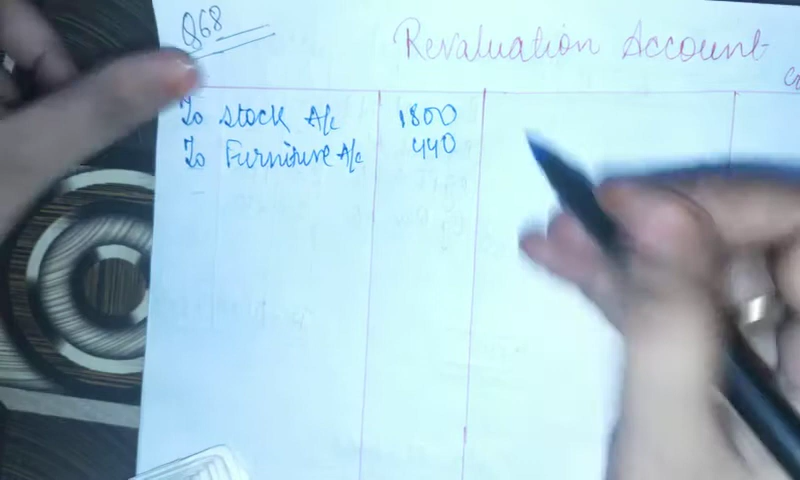 Q68
Revaluation Account
To Stock A/c 1800
To Furniture A/c 440